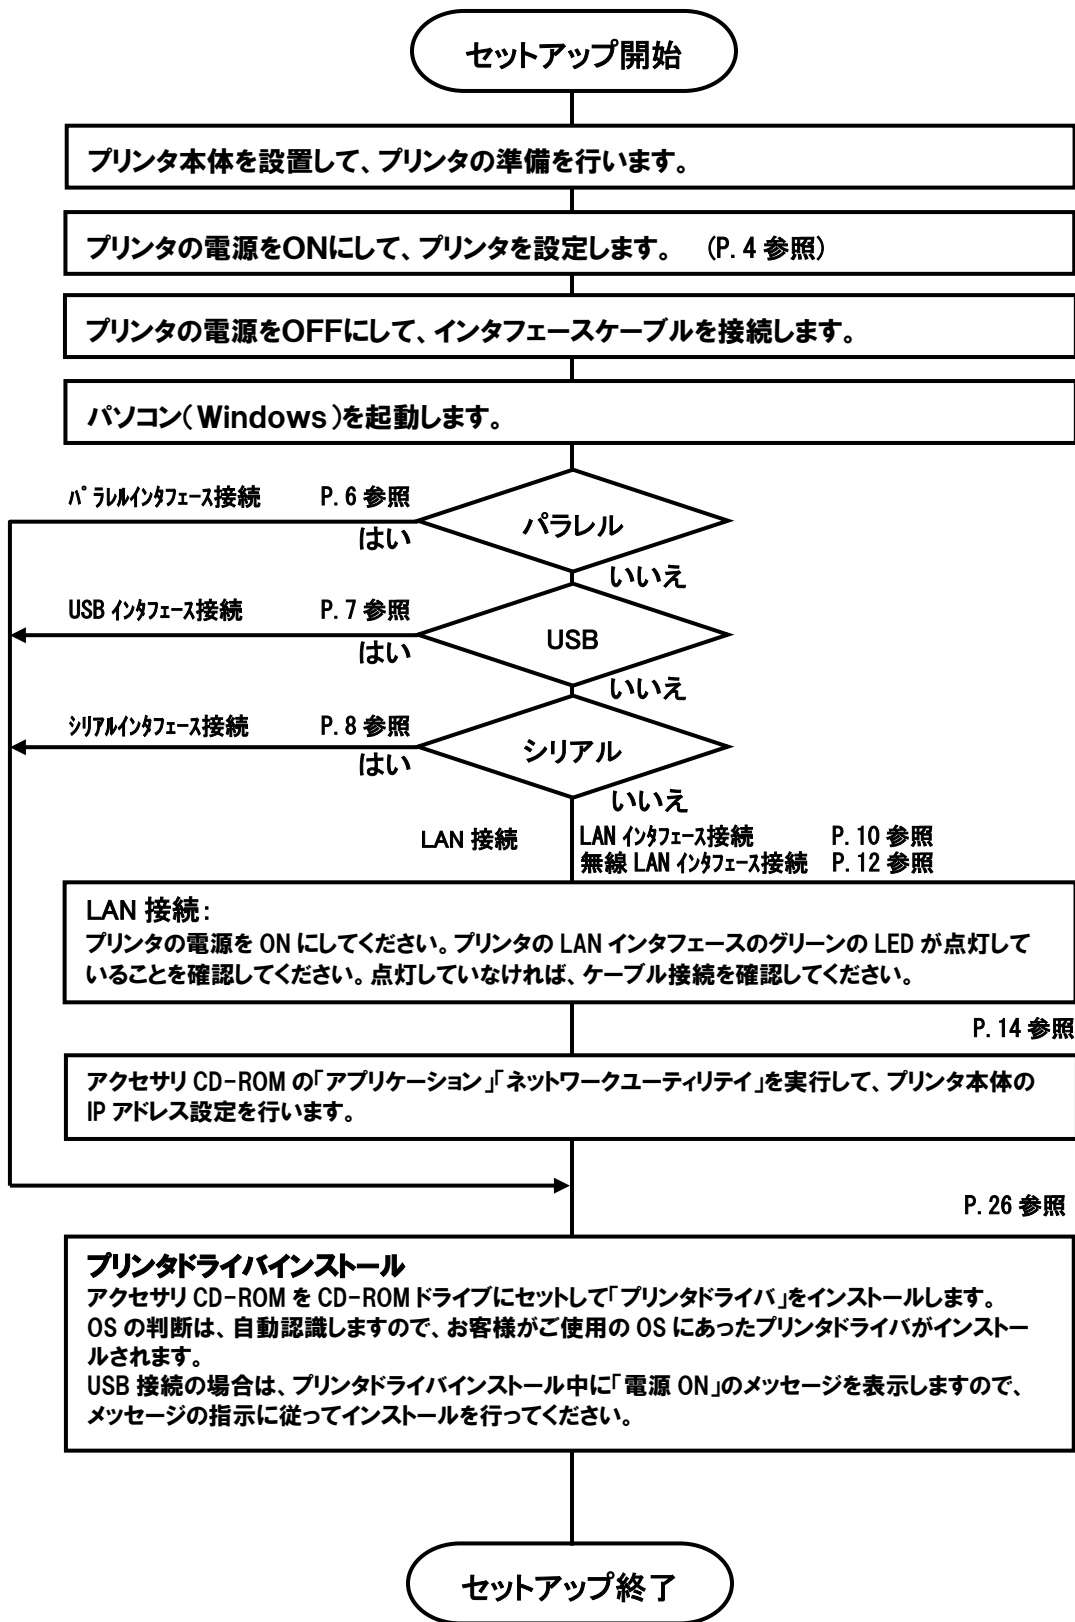 セットアップ開始
プリンタ本体を設置して、プリンタの準備を行います。
プリンタの電源をONにして、プリンタを設定します。 (P. 4 参照)
プリンタの電源をOFFにして、インタフェースケーブルを接続します。
パソコン(Windows)を起動します。
パラレルインタフェース接続 P. 6 参照
はい
パラレル
いいえ
USB インタフェース接続 P. 7 参照
はい
USB
いいえ
シリアルインタフェース接続 P. 8 参照
はい
シリアル
いいえ
LAN 接続
LAN インタフェース接続 P. 10 参照
無線 LAN インタフェース接続 P. 12 参照
LAN 接続:
プリンタの電源を ON にしてください。プリンタの LAN インタフェースのグリーンの LED が点灯して
いることを確認してください。点灯していなければ、ケーブル接続を確認してください。
P. 14 参照
アクセサリ CD-ROM の「アプリケーション」「ネットワークユーティリテイ」を実行して、プリンタ本体の
IP アドレス設定を行います。
P. 26 参照
プリンタドライバインストール
アクセサリ CD-ROM を CD-ROM ドライブにセットして「プリンタドライバ」をインストールします。
OS の判断は、自動認識しますので、お客様がご使用の OS にあったプリンタドライバがインストー
ルされます。
USB 接続の場合は、プリンタドライバインストール中に「電源 ON」のメッセージを表示しますので、
メッセージの指示に従ってインストールを行ってください。
セットアップ終了